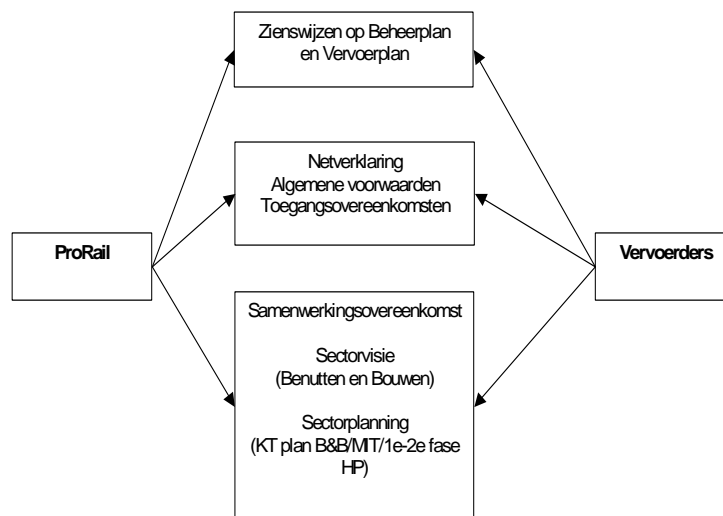 Zienswijzen op Beheerplan
en Vervoerplan
Netverklaring
Algemene voorwaarden
Toegangsovereenkomsten
ProRail
Vervoerders
Samenwerkingsovereenkomst
Sectorvisie
(Benutten en Bouwen)
Sectorplanning
(KT plan B&B/MIT/1e-2e fase
HP)